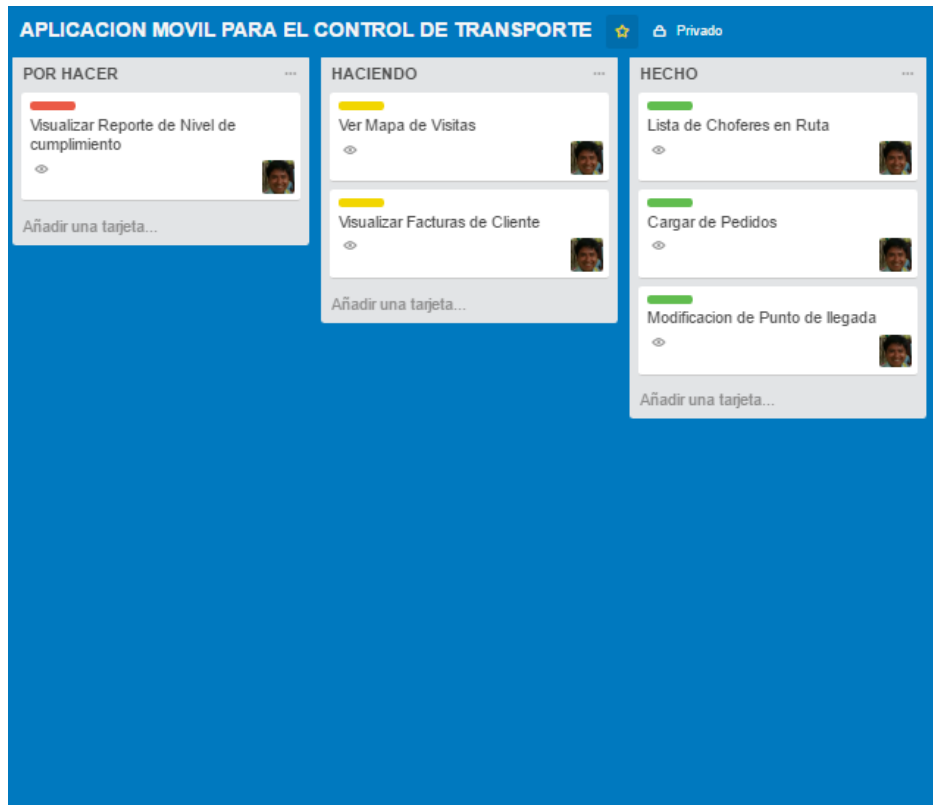 APLICACION MOVIL PARA EL CONTROL DE TRANSPORTE
Privado
POR HACER
Visualizar Reporte de Nivel de
cumplimiento
Añadir una tarjeta...
HACIENDO
Ver Mapa de Visitas
Visualizar Facturas de Cliente
Añadir una tarjeta...
HECHO
Lista de Choferes en Ruta
Cargar de Pedidos
Modificacion de Punto de llegada
Añadir una tarjeta...